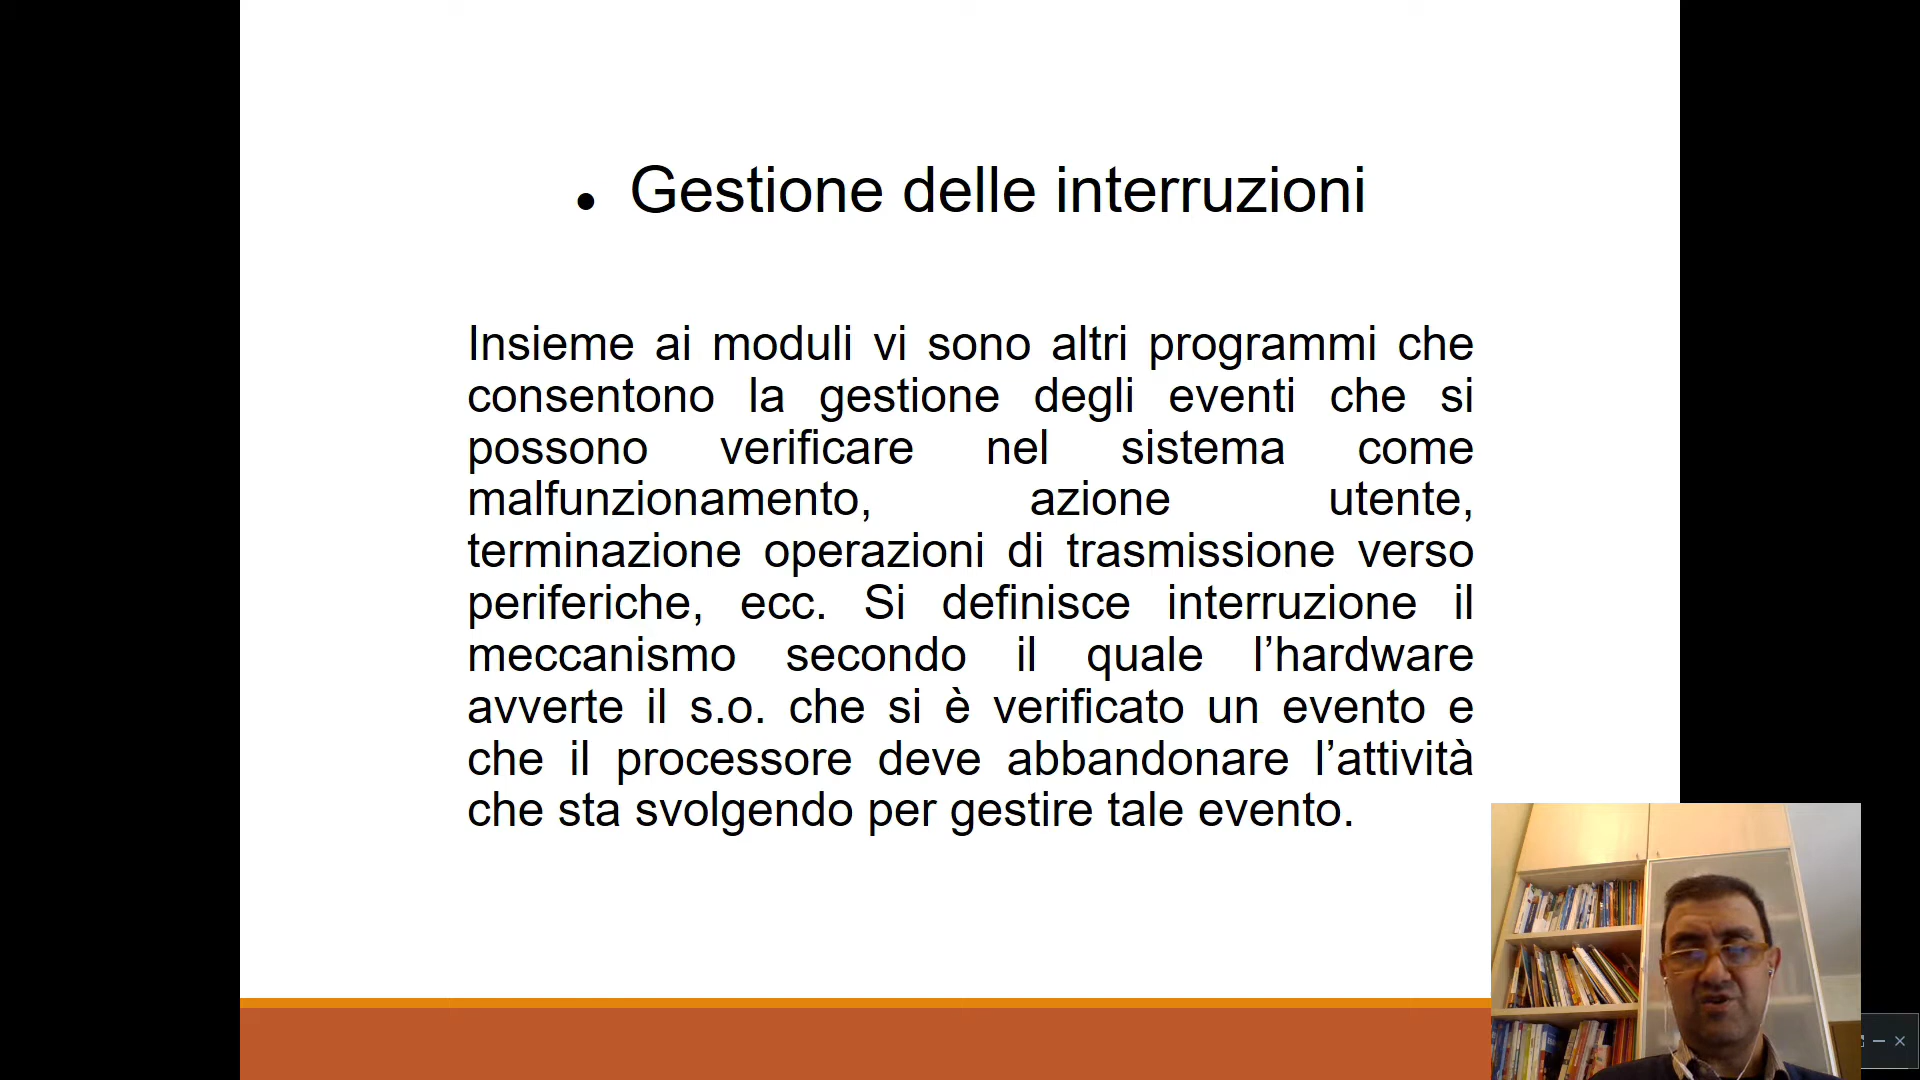 • Gestione delle interruzioni
Insieme ai moduli vi sono altri programmi che
consentono la gestione degli eventi che si
possono verificare nel sistema come
malfunzionamento, azione utente,
terminazione operazioni di trasmissione verso
periferiche, ecc. Si definisce interruzione il
meccanismo secondo il quale l’hardware
avverte il s.o. che si è verificato un evento e
che il processore deve abbandonare l’attività
che sta svolgendo per gestire tale evento.